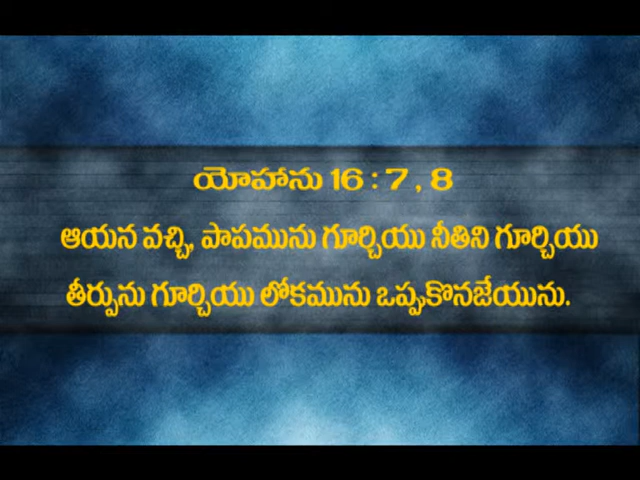 యోహాను 16 : 7 , 8
ఆయన వచ్చి, పాపమును గూర్చియు నీతిని గూర్చియు
తీర్పును గూర్చియు లోకమును ఒప్పుకొనజేయును.